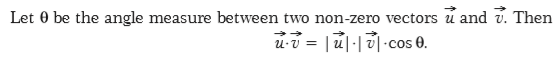 Let θ be the angle measure between two non-zero vectors u⃗ and v⃗. Then
u⃗·v⃗ = |u⃗|·|v⃗|·cos θ.